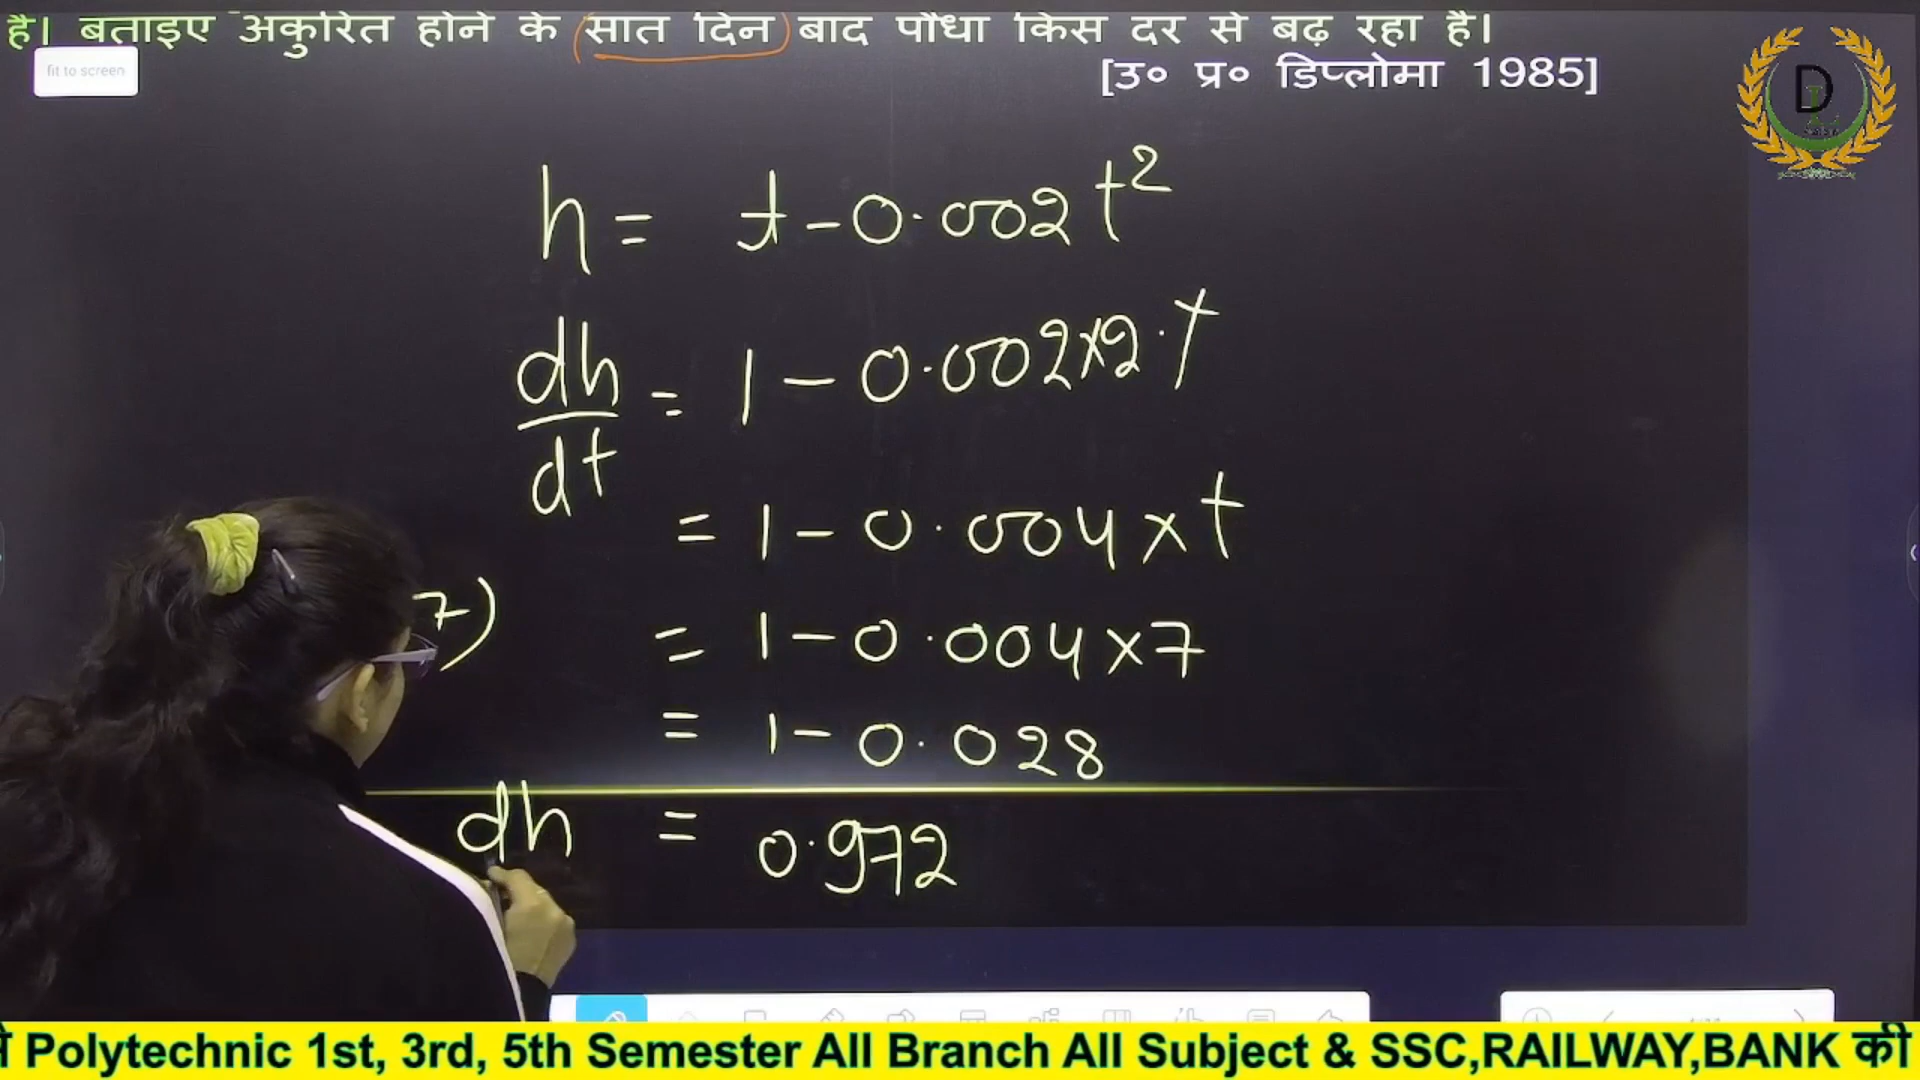 है। बताइए अंकुरित होने के सात दिन बाद पौधा किस दर से बढ़ रहा है।
fit to screen
[उ० प्र० डिप्लोमा 1985]
D
h = t - 0.002 t²
dh/dt = 1 - 0.002×2.t
= 1 - 0.004 × t
7)
= 1 - 0.004 × 7
= 1 - 0.028
dh = 0.972
Polytechnic 1st, 3rd, 5th Semester All Branch All Subject & SSC,RAILWAY,BANK की